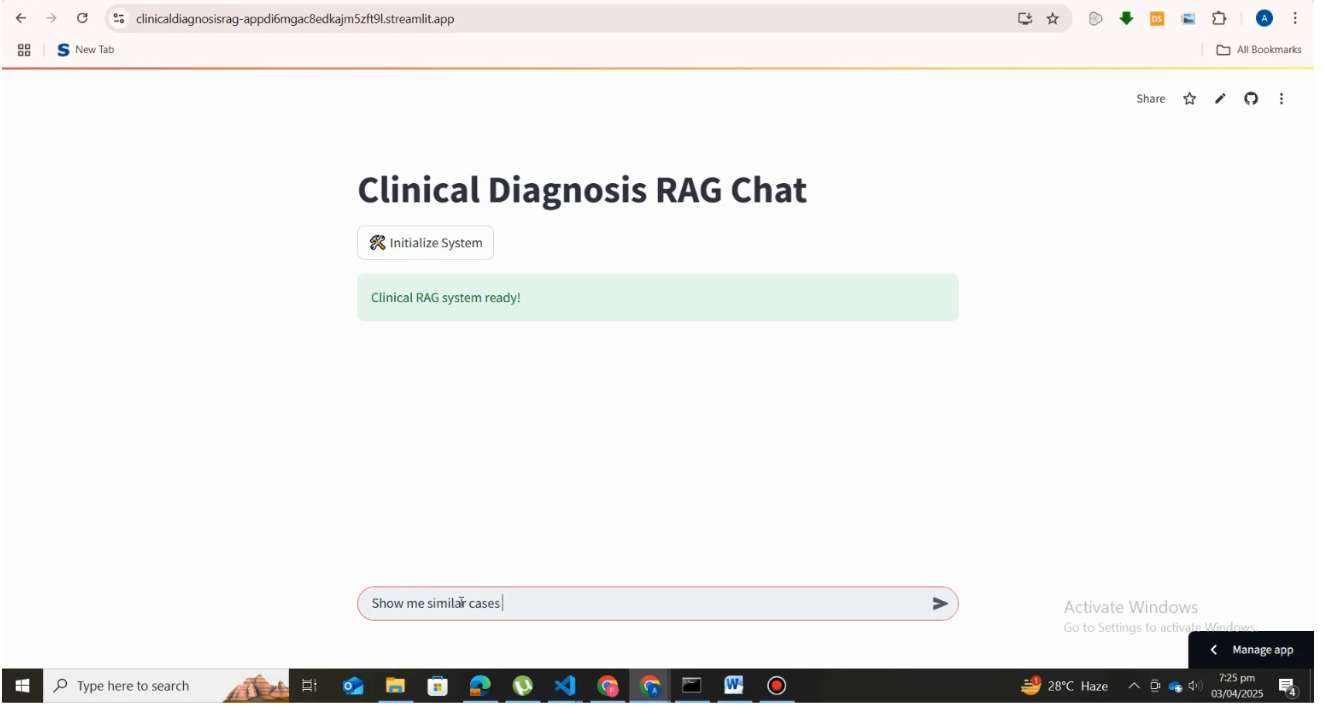 clinicaldiagnosisrag-appdi6mgac8edkajm5zft9l.streamlit.app
DS
A
S New Tab
All Bookmarks
Share
Clinical Diagnosis RAG Chat
Initialize System
Clinical RAG system ready!
Show me similar cases
Activate Windows
Go to Settings to activate Windows.
Manage app
Type here to search
28°C Haze
7:25 pm
03/04/2025
4